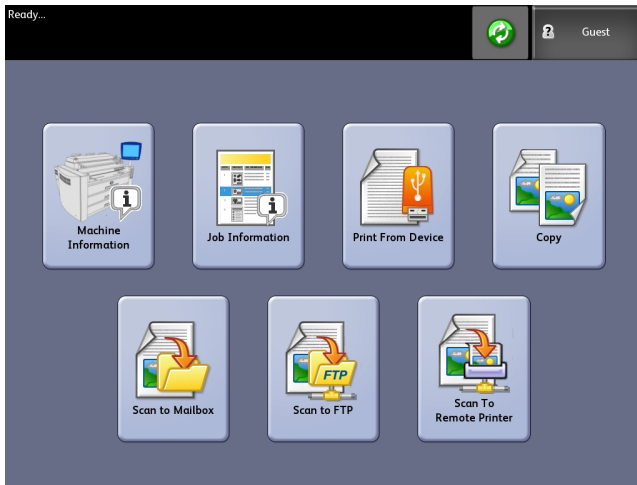 Ready...
Guest
Machine
Information
Job Information
Print From Device
Copy
Scan to Mailbox
FTP
Scan to FTP
Scan To
Remote Printer